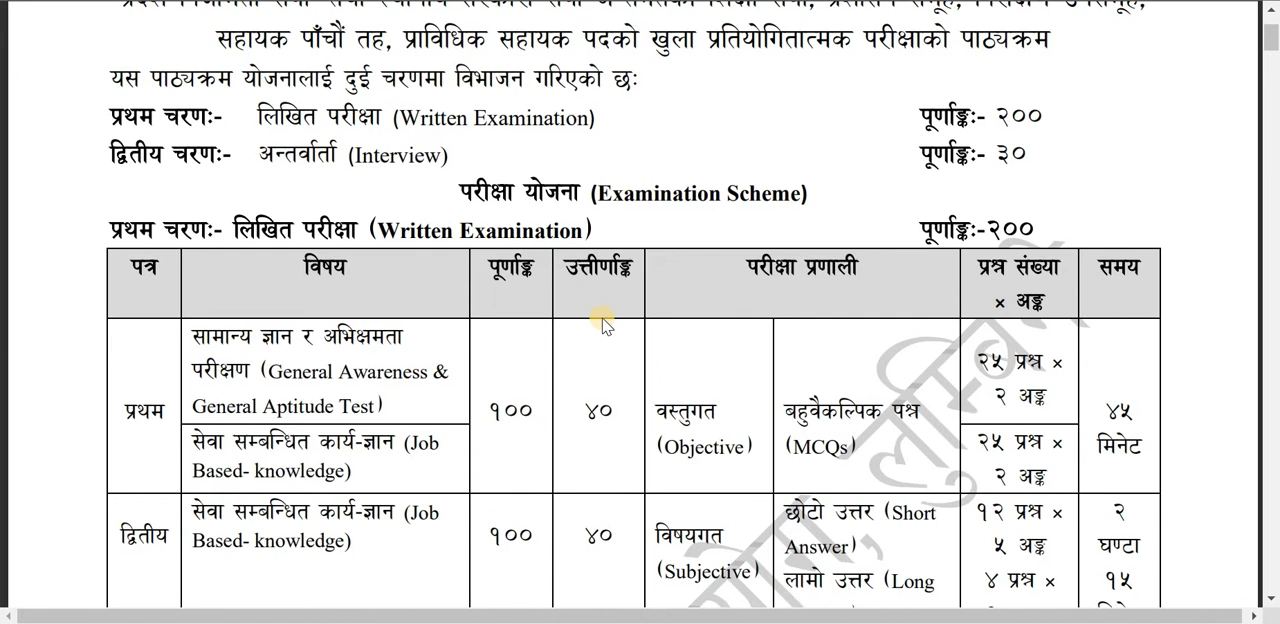 सहायक पाँचौं तह, प्राविधिक सहायक पदको खुला प्रतियोगितात्मक परीक्षाको पाठ्यक्रम
यस पाठ्यक्रम योजनालाई दुई चरणमा विभाजन गरिएको छः
प्रथम चरणः- लिखित परीक्षा (Written Examination) पूर्णाङ्कः- २००
द्वितीय चरणः- अन्तर्वार्ता (Interview) पूर्णाङ्कः- ३०
परीक्षा योजना (Examination Scheme)
प्रथम चरणः- लिखित परीक्षा (Written Examination) पूर्णाङ्कः-२००
पत्र विषय पूर्णाङ्क उत्तीर्णाङ्क परीक्षा प्रणाली प्रश्न संख्या × अङ्क समय
प्रथम
सामान्य ज्ञान र अभिक्षमता
परीक्षण (General Awareness &
General Aptitude Test)
सेवा सम्बन्धित कार्य-ज्ञान (Job
Based- knowledge)
१००
४०
वस्तुगत
(Objective)
बहुवैकल्पिक पश्न
(MCQs)
२५ प्रश्न ×
२ अङ्क
२५ प्रश्न ×
२ अङ्क
४५
मिनेट
द्वितीय
सेवा सम्बन्धित कार्य-ज्ञान (Job
Based- knowledge)
१००
४०
विषयगत
(Subjective)
छोटो उत्तर (Short
Answer)
लामो उत्तर (Long
१२ प्रश्न ×
५ अङ्क
४ प्रश्न ×
२
घण्टा
१५